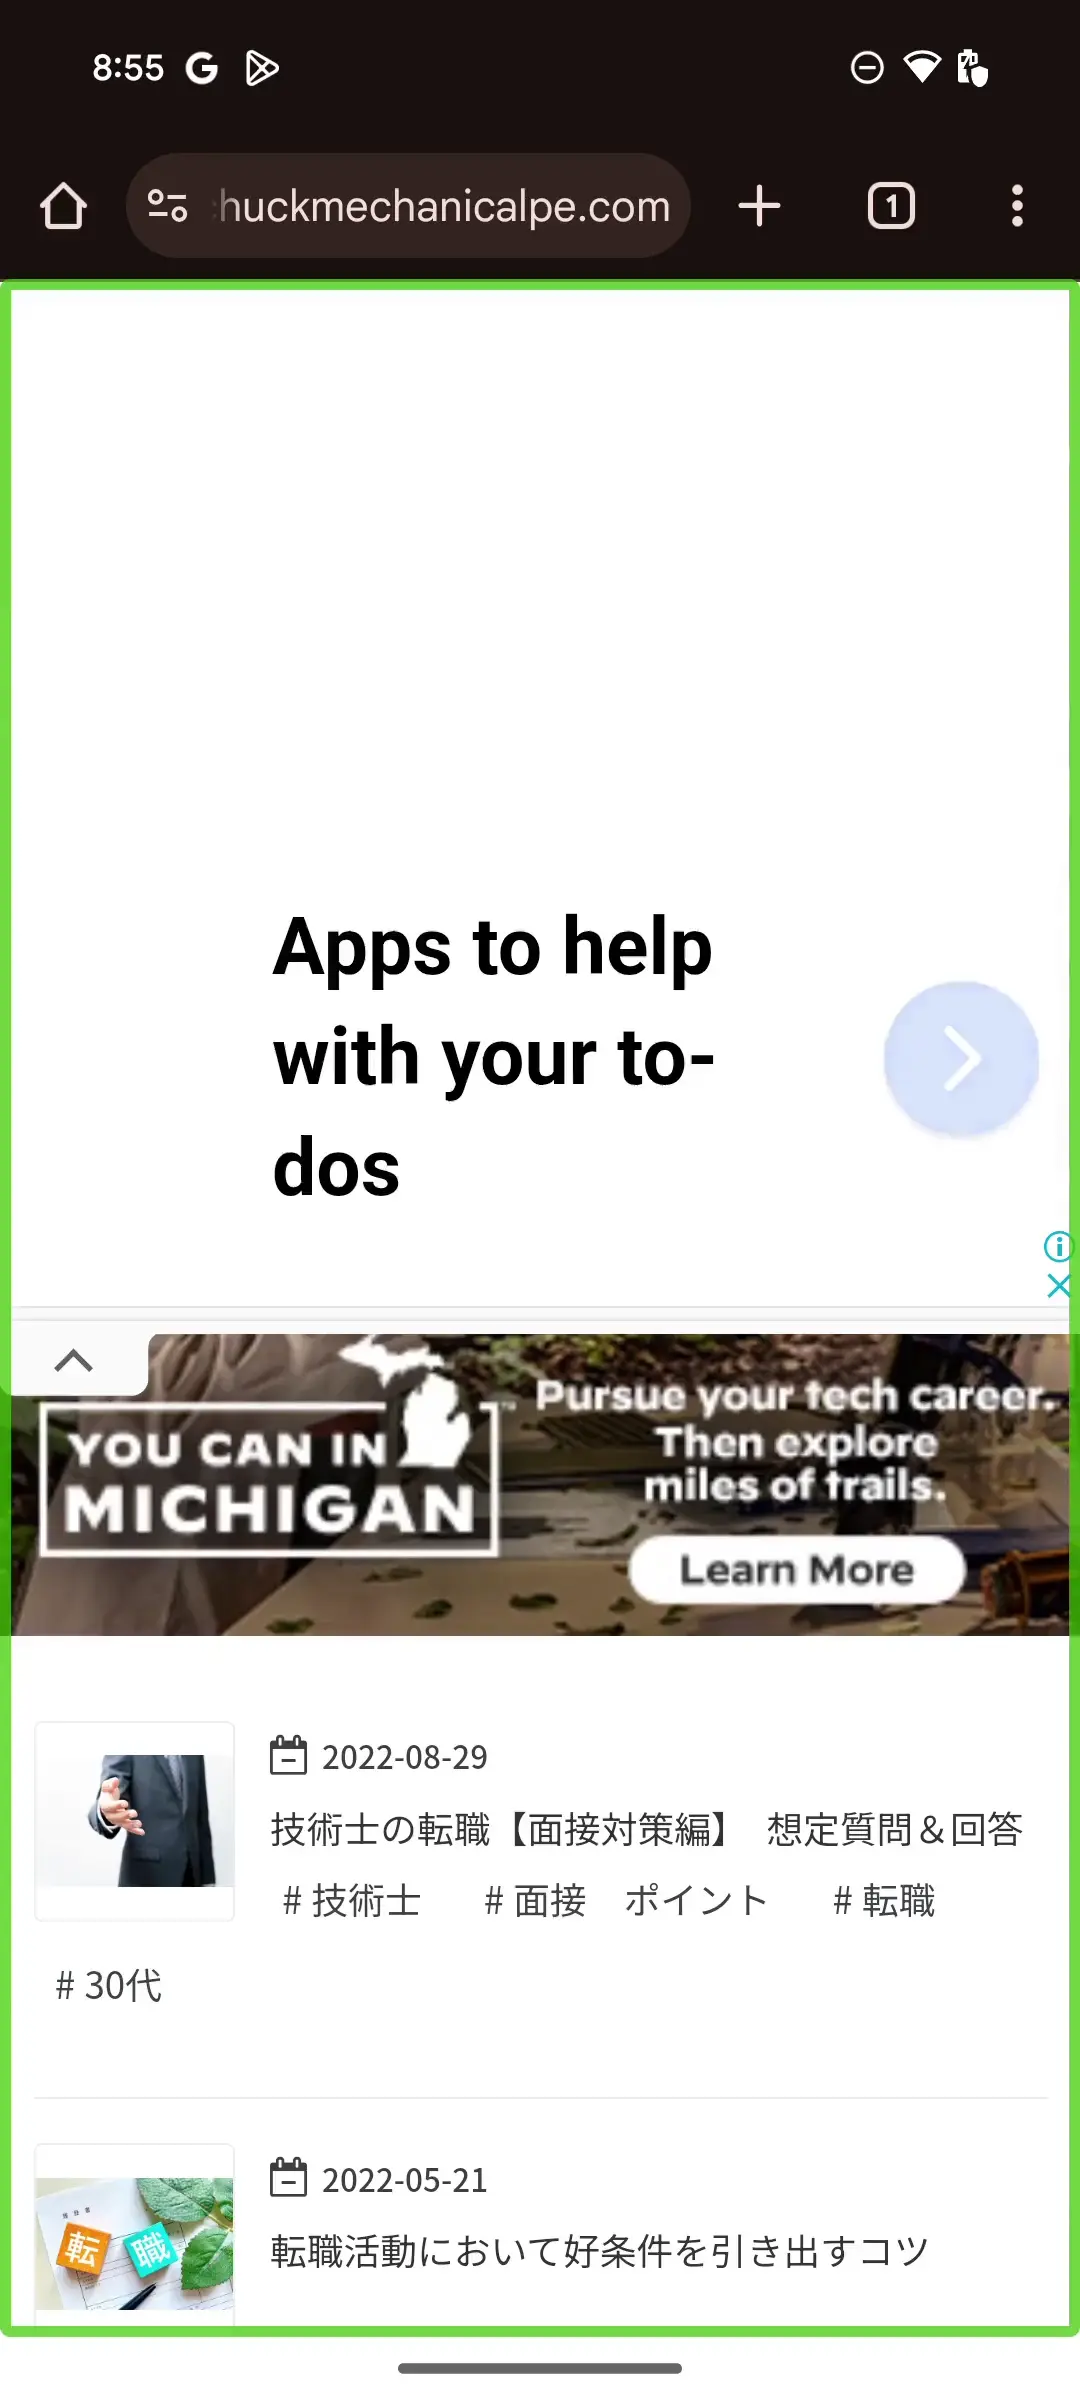 8:55
huckmechanicalpe.com
1
Apps to help
with your to-
dos
YOU CAN IN
MICHIGAN
Pursue your tech career.
Then explore
miles of trails.
Learn More
2022-08-29
技術士の転職【面接対策編】 想定質問＆回答
# 技術士 # 面接 ポイント # 転職
# 30代
2022-05-21
転職活動において好条件を引き出すコツ
転 職